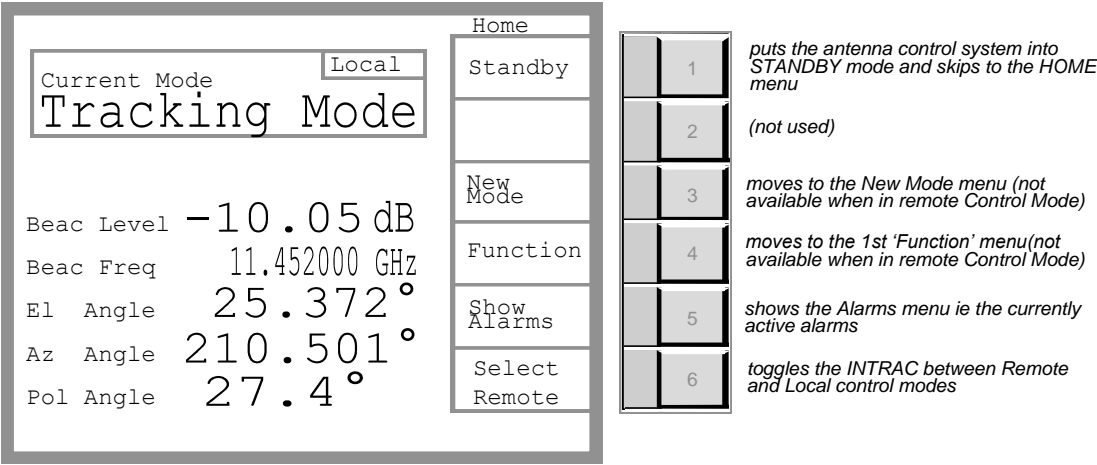 Home
Local
Current Mode
Tracking Mode
Beac Level -10.05 dB
Beac Freq 11.452000 GHz
El Angle 25.372°
Az Angle 210.501°
Pol Angle 27.4°
Standby
New
Mode
Function
Show
Alarms
Select
Remote
1
puts the antenna control system into
STANDBY mode and skips to the HOME
menu
2
(not used)
3
moves to the New Mode menu (not
available when in remote Control Mode)
4
moves to the 1st ‘Function’ menu(not
available when in remote Control Mode)
5
shows the Alarms menu ie the currently
active alarms
6
toggles the INTRAC between Remote
and Local control modes